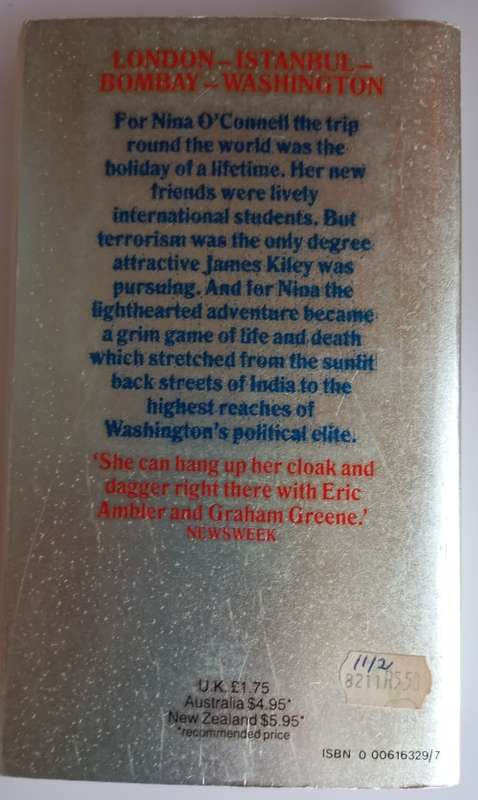 LONDON – ISTANBUL –
BOMBAY – WASHINGTON
For Nina O'Connell the trip
round the world was the
holiday of a lifetime. Her new
friends were lively
international students. But
terrorism was the only degree
attractive James Kiley was
pursuing. And for Nina the
lighthearted adventure became
a grim game of life and death
which stretched from the sunlit
back streets of India to the
highest reaches of
Washington's political elite.
'She can hang up her cloak and
dagger right there with Eric
Ambler and Graham Greene.'
NEWSWEEK
11/2
8211R5.50
U.K. £1.75
Australia $4.95*
New Zealand $5.95*
*recommended price
ISBN 0 00616329/7